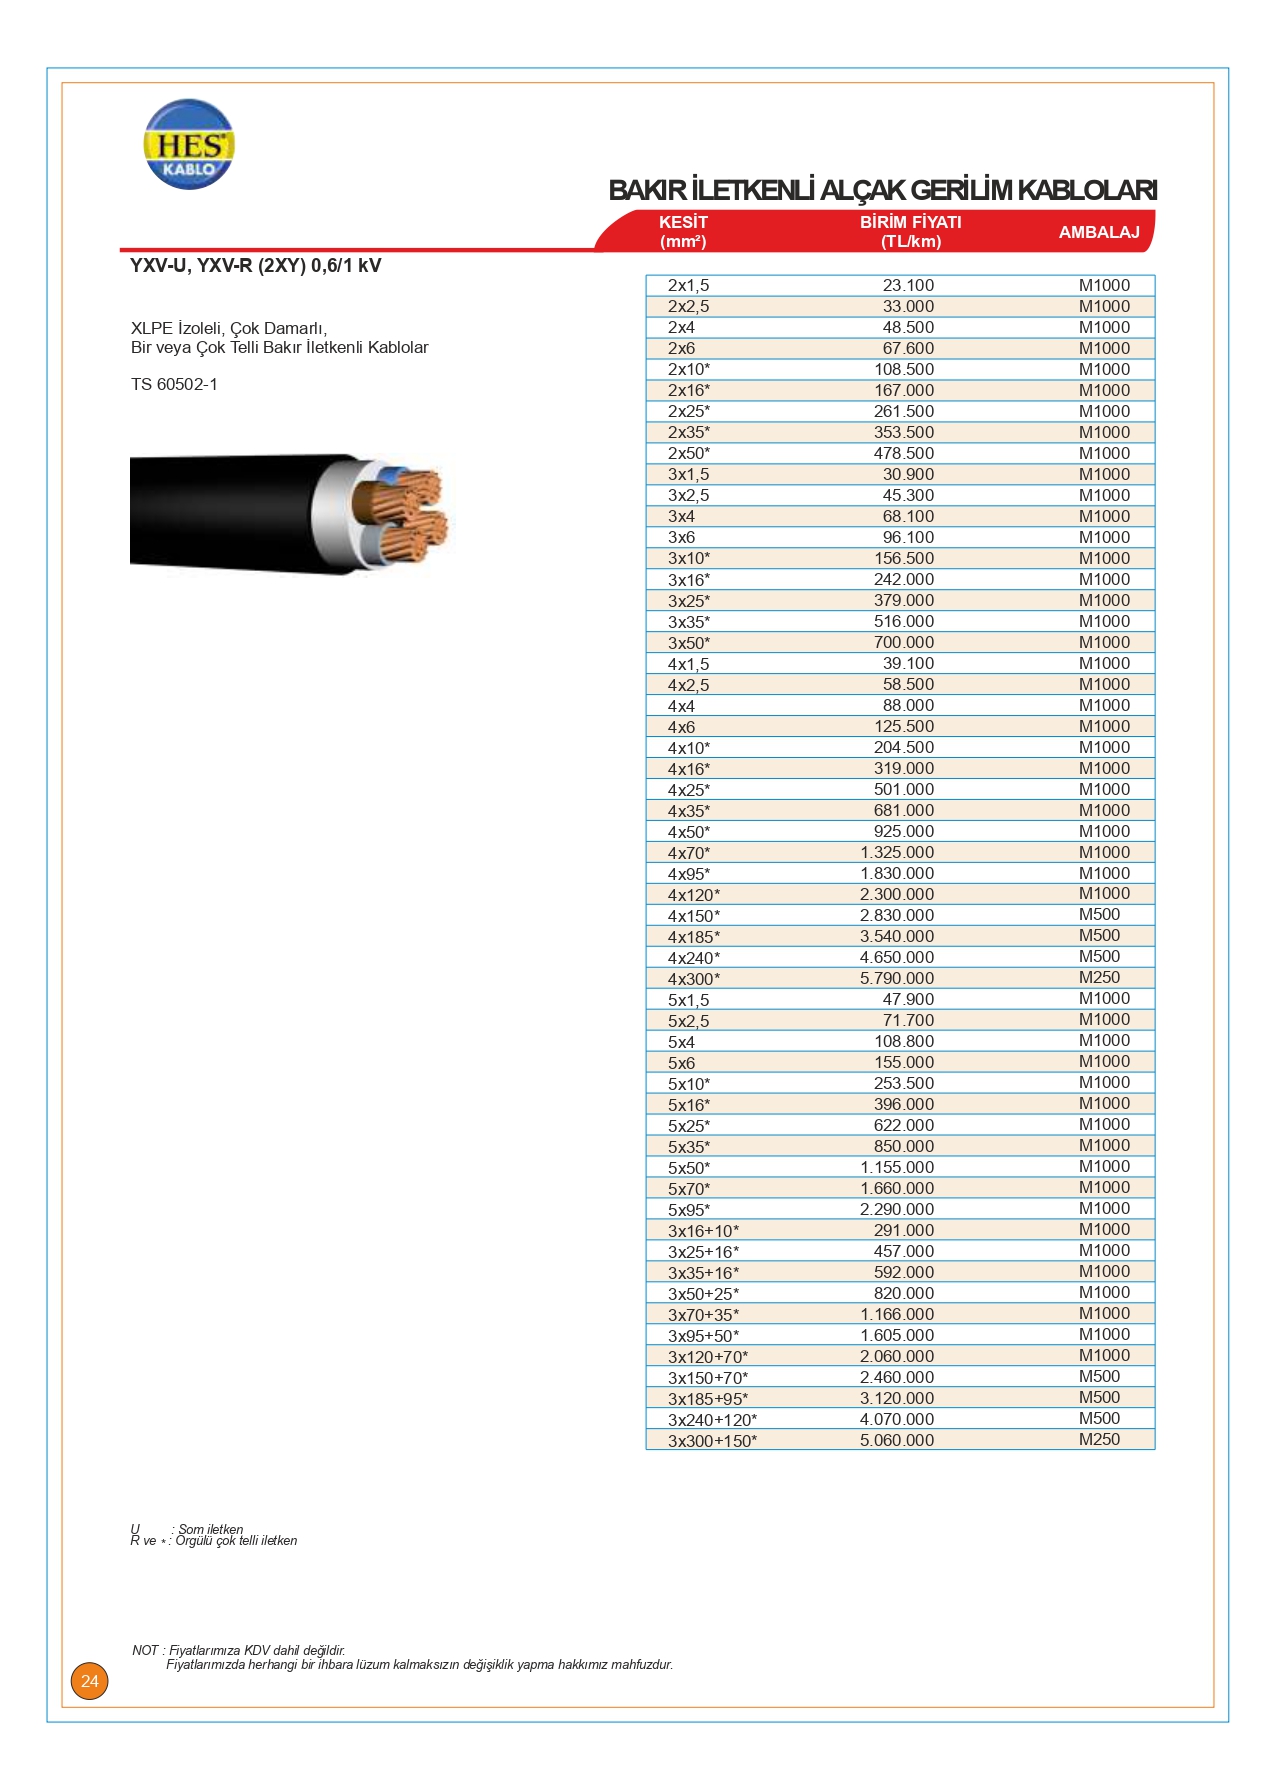 HES®
KABLO
BAKIR İLETKENLİ ALÇAK GERİLİM KABLOLARI
KESİT (mm²) BİRİM FİYATI (TL/km) AMBALAJ
YXV-U, YXV-R (2XY) 0,6/1 kV
XLPE İzoleli, Çok Damarlı,
Bir veya Çok Telli Bakır İletkenli Kablolar
TS 60502-1
2x1,5 23.100 M1000
2x2,5 33.000 M1000
2x4 48.500 M1000
2x6 67.600 M1000
2x10* 108.500 M1000
2x16* 167.000 M1000
2x25* 261.500 M1000
2x35* 353.500 M1000
2x50* 478.500 M1000
3x1,5 30.900 M1000
3x2,5 45.300 M1000
3x4 68.100 M1000
3x6 96.100 M1000
3x10* 156.500 M1000
3x16* 242.000 M1000
3x25* 379.000 M1000
3x35* 516.000 M1000
3x50* 700.000 M1000
4x1,5 39.100 M1000
4x2,5 58.500 M1000
4x4 88.000 M1000
4x6 125.500 M1000
4x10* 204.500 M1000
4x16* 319.000 M1000
4x25* 501.000 M1000
4x35* 681.000 M1000
4x50* 925.000 M1000
4x70* 1.325.000 M1000
4x95* 1.830.000 M1000
4x120* 2.300.000 M1000
4x150* 2.830.000 M500
4x185* 3.540.000 M500
4x240* 4.650.000 M500
4x300* 5.790.000 M250
5x1,5 47.900 M1000
5x2,5 71.700 M1000
5x4 108.800 M1000
5x6 155.000 M1000
5x10* 253.500 M1000
5x16* 396.000 M1000
5x25* 622.000 M1000
5x35* 850.000 M1000
5x50* 1.155.000 M1000
5x70* 1.660.000 M1000
5x95* 2.290.000 M1000
3x16+10* 291.000 M1000
3x25+16* 457.000 M1000
3x35+16* 592.000 M1000
3x50+25* 820.000 M1000
3x70+35* 1.166.000 M1000
3x95+50* 1.605.000 M1000
3x120+70* 2.060.000 M1000
3x150+70* 2.460.000 M500
3x185+95* 3.120.000 M500
3x240+120* 4.070.000 M500
3x300+150* 5.060.000 M250
U : Som iletken
R ve * : Örgülü çok telli iletken
NOT : Fiyatlarımıza KDV dahil değildir.
Fiyatlarımızda herhangi bir ihbara lüzum kalmaksızın değişiklik yapma hakkımız mahfuzdur.
24